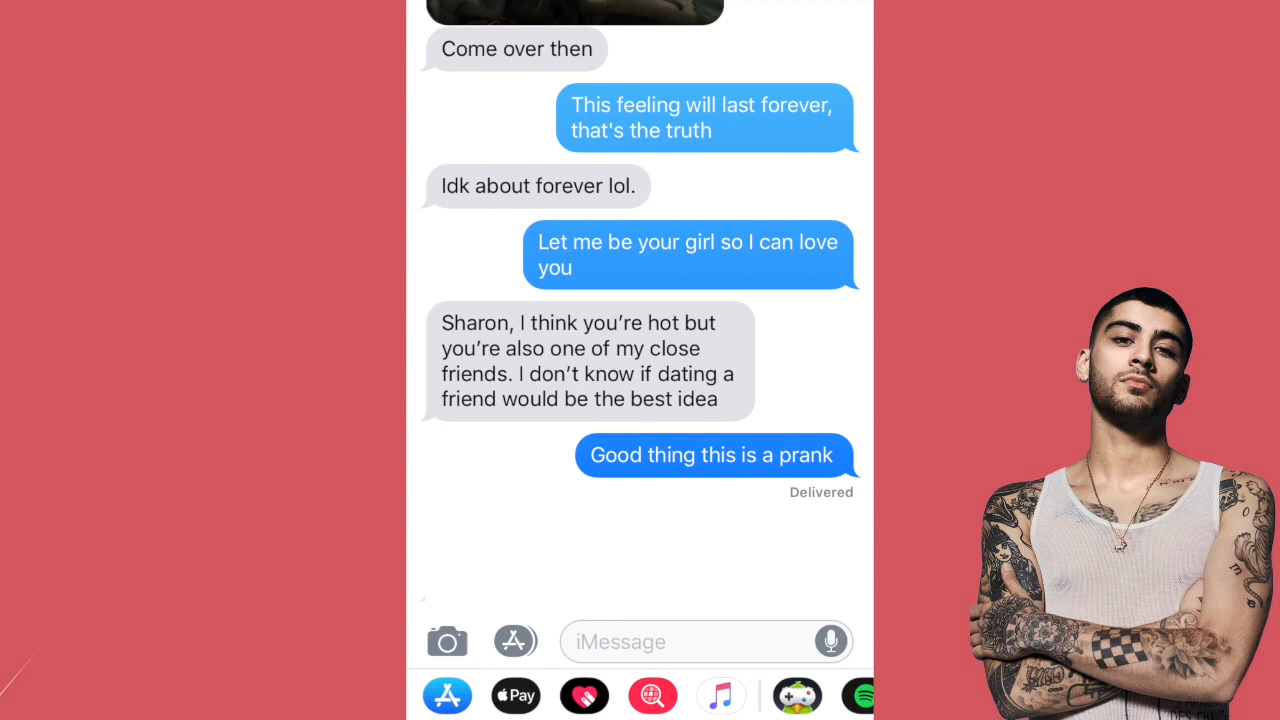 Come over then
This feeling will last forever,
that's the truth
Idk about forever lol.
Let me be your girl so I can love
you
Sharon, I think you’re hot but
you’re also one of my close
friends. I don’t know if dating a
friend would be the best idea
Good thing this is a prank
Delivered
iMessage
Pay